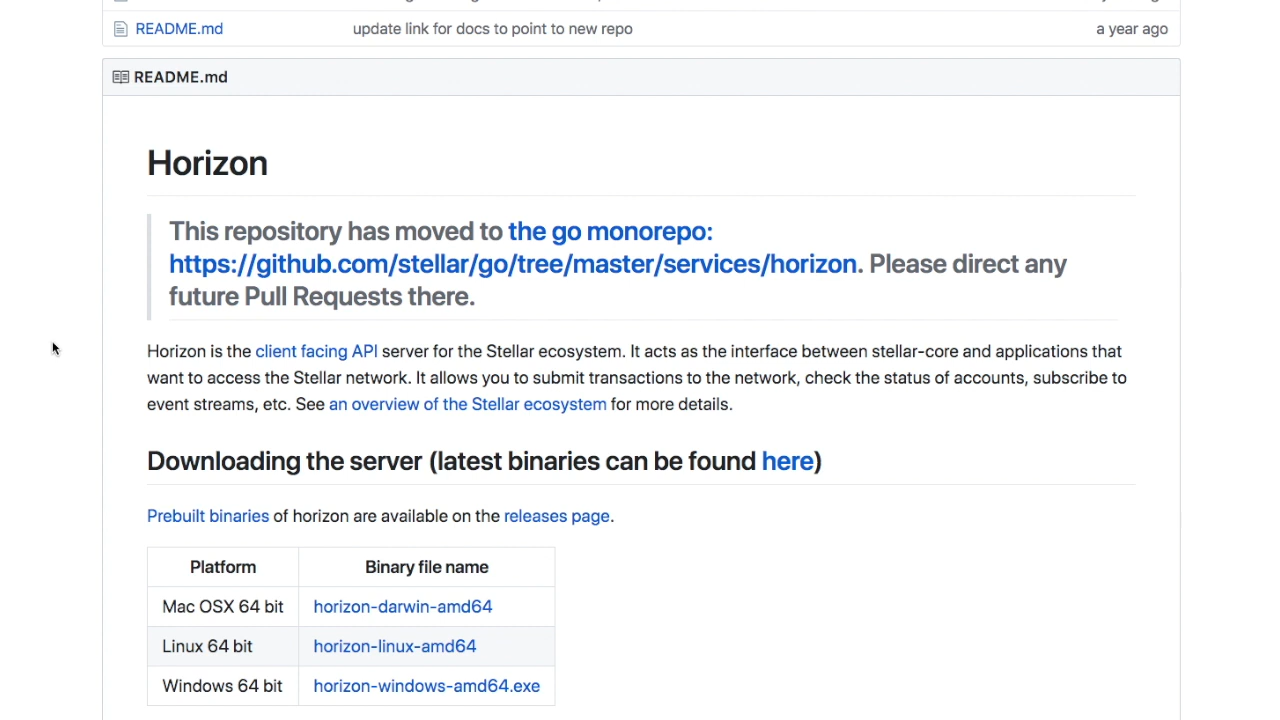 README.md update link for docs to point to new repo a year ago
README.md
Horizon
This repository has moved to the go monorepo:
https://github.com/stellar/go/tree/master/services/horizon. Please direct any
future Pull Requests there.
Horizon is the client facing API server for the Stellar ecosystem. It acts as the interface between stellar-core and applications that
want to access the Stellar network. It allows you to submit transactions to the network, check the status of accounts, subscribe to
event streams, etc. See an overview of the Stellar ecosystem for more details.
Downloading the server (latest binaries can be found here)
Prebuilt binaries of horizon are available on the releases page.
Platform Binary file name
Mac OSX 64 bit horizon-darwin-amd64
Linux 64 bit horizon-linux-amd64
Windows 64 bit horizon-windows-amd64.exe